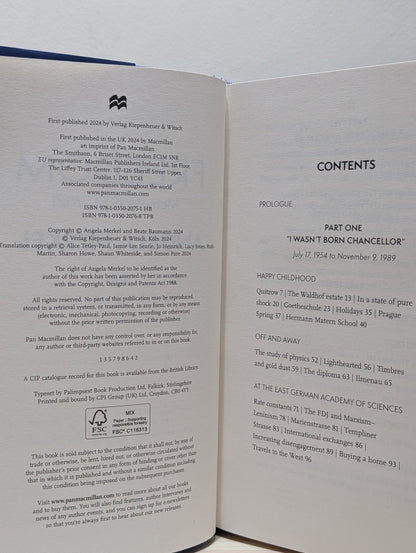 First published 2024 by Verlag Kiepenheuer & Witsch
First published in the UK 2024 by Macmillan
an imprint of Pan Macmillan
The Smithson, 6 Briset Street, London EC1M 5NR
EU representative: Macmillan Publishers Ireland Ltd, 1st Floor,
The Liffey Trust Centre, 117–126 Sheriff Street Upper,
Dublin 1, D01 YC43
Associated companies throughout the world
www.panmacmillan.com
ISBN 978-1-0350-2075-1 HB
ISBN 978-1-0350-2076-8 TPB
Copyright © Angela Merkel and Beate Baumann 2024
© Verlag Kiepenheuer & Witsch, Köln 2024
Translation copyright © Alice Tetley-Paul, Jamie Lee Searle, Jo Heinrich, Lucy Jones, Ruth
Martin, Sharon Howe, Shaun Whiteside, and Simon Pare 2024
The right of Angela Merkel to be identified as the
author of this work has been asserted by her in accordance
with the Copyright, Designs and Patents Act 1988.
All rights reserved. No part of this publication may be reproduced,
stored in a retrieval system, or transmitted, in any form, or by any means
(electronic, mechanical, photocopying, recording or otherwise)
without the prior written permission of the publisher.
Pan Macmillan does not have any control over, or any responsibility for,
any author or third-party websites referred to in or on this book.
1 3 5 7 9 8 6 4 2
A CIP catalogue record for this book is available from the British Library.
Typeset by Palimpsest Book Production Ltd, Falkirk, Stirlingshire
Printed and bound by CPI Group (UK) Ltd, Croydon, CR0 4YY
FSC
www.fsc.org
MIX
Paper | Supporting
responsible forestry
FSC® C116313
This book is sold subject to the condition that it shall not, by way of
trade or otherwise, be lent, hired out, or otherwise circulated without
the publisher's prior consent in any form of binding or cover other than
that in which it is published and without a similar condition including
this condition being imposed on the subsequent purchaser.
Visit www.panmacmillan.com to read more about all our books
and to buy them. You will also find features, author interviews and
news of any author events, and you can sign up for e-newsletters
so that you're always first to hear about our new releases.
CONTENTS
PROLOGUE
PART ONE
"I WASN'T BORN CHANCELLOR"
July 17, 1954 to November 9, 1989
HAPPY CHILDHOOD
Quitzow 7 | The Waldhof estate 13 | In a state of pure
shock 20 | Goetheschule 23 | Holidays 35 | Prague
Spring 37 | Hermann Matern School 40
OFF AND AWAY
The study of physics 52 | Lighthearted 56 | Timbres
and gold dust 59 | The diploma 63 | Ilmenau 65
AT THE EAST GERMAN ACADEMY OF SCIENCES
Rate constants 71 | The FDJ and Marxism–
Leninism 78 | Marienstrasse 81 | Templiner
Strasse 83 | International exchanges 86 |
Increasing disengagement 89 | Buying a home 93 |
Travels to the West 96